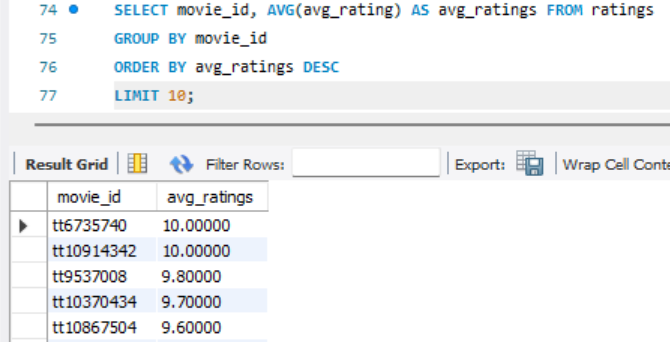 74 SELECT movie_id, AVG(avg_rating) AS avg_ratings FROM ratings
75 GROUP BY movie_id
76 ORDER BY avg_ratings DESC
77 LIMIT 10;
Result Grid Filter Rows: Export: Wrap Cell Conte
movie_id avg_ratings
tt6735740 10.00000
tt10914342 10.00000
tt9537008 9.80000
tt10370434 9.70000
tt10867504 9.60000